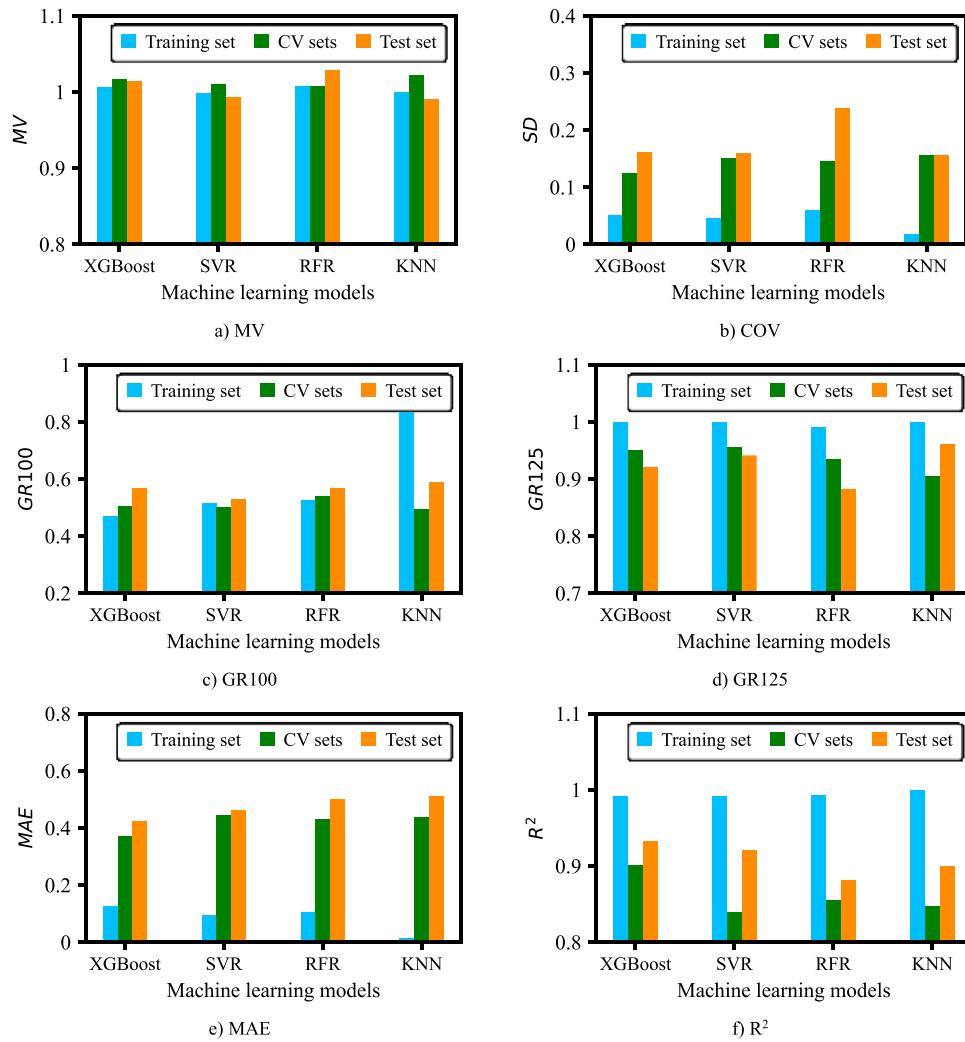 1.1
Training set CV sets Test set
1
MV
0.9
0.8
XGBoost SVR RFR KNN
Machine learning models
a) MV
0.4
Training set CV sets Test set
0.3
SD
0.2
0.1
0
XGBoost SVR RFR KNN
Machine learning models
b) COV
1
Training set CV sets Test set
0.8
GR100
0.6
0.4
0.2
XGBoost SVR RFR KNN
Machine learning models
c) GR100
1.1
Training set CV sets Test set
1
GR125
0.9
0.8
0.7
XGBoost SVR RFR KNN
Machine learning models
d) GR125
0.8
Training set CV sets Test set
0.6
MAE
0.4
0.2
0
XGBoost SVR RFR KNN
Machine learning models
e) MAE
1.1
Training set CV sets Test set
1
R²
0.9
0.8
XGBoost SVR RFR KNN
Machine learning models
f) R²